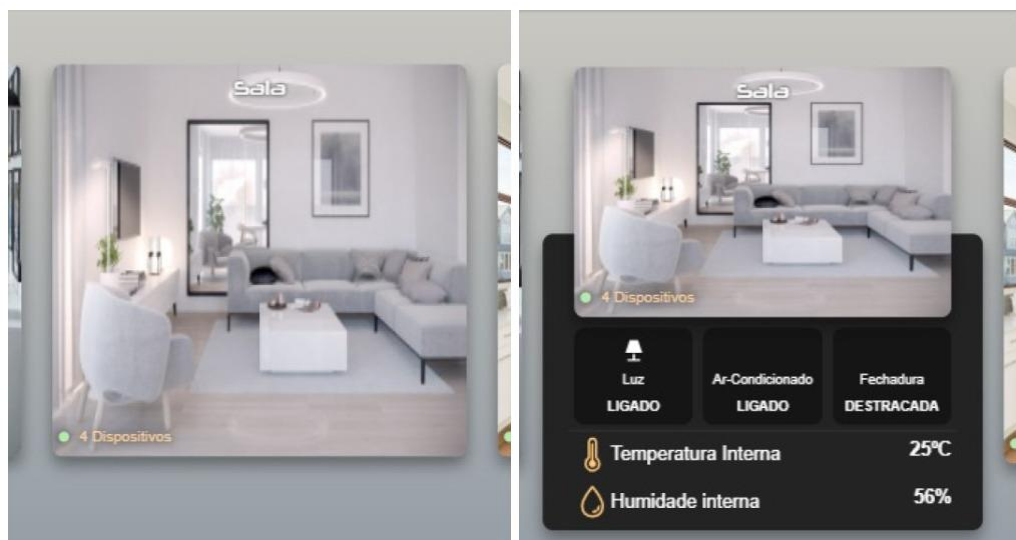 Sala
4 Dispositivos
Sala
4 Dispositivos
Luz
LIGADO
Ar-Condicionado
LIGADO
Fechadura
DESTRACADA
Temperatura Interna 25ºC
Humidade interna 56%